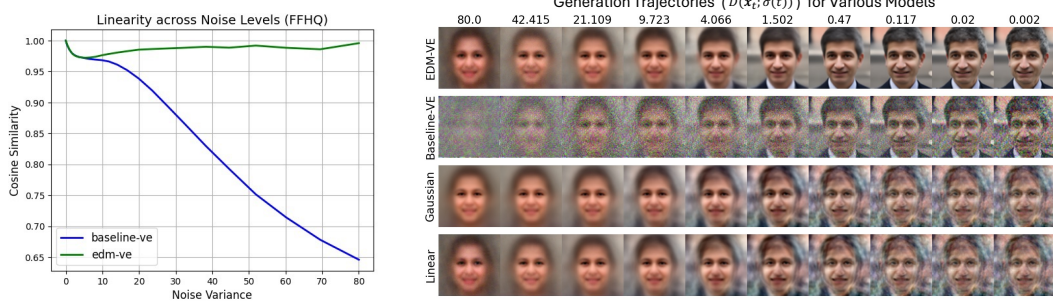 Linearity across Noise Levels (FFHQ)
Cosine Similarity
1.00
0.95
0.90
0.85
0.80
0.75
0.70
0.65
baseline-ve
edm-ve
0 10 20 30 40 50 60 70 80
Noise Variance
Generation Trajectories (𝒟(𝒙ₜ; σ(t))) for Various Models
80.0 42.415 21.109 9.723 4.066 1.502 0.47 0.117 0.02 0.002
EDM-VE
Baseline-VE
Gaussian
Linear